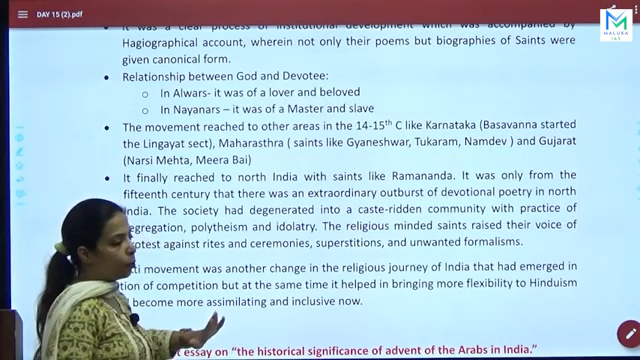 DAY 15 (2).pdf
MALUKA
IAS
It was a clear process of institutional development which was accompanied by
Hagiographical account, wherein not only their poems but biographies of Saints were
given canonical form.
• Relationship between God and Devotee:
o In Alwars- it was of a lover and beloved
o In Nayanars – it was of a Master and slave
• The movement reached to other areas in the 14-15th C like Karnataka (Basavanna started
the Lingayat sect), Maharasthra ( saints like Gyaneshwar, Tukaram, Namdev ) and Gujarat
(Narsi Mehta, Meera Bai)
• It finally reached to north India with saints like Ramananda. It was only from the
fifteenth century that there was an extraordinary outburst of devotional poetry in north
India. The society had degenerated into a caste-ridden community with practice of
segregation, polytheism and idolatry. The religious minded saints raised their voice of
protest against rites and ceremonies, superstitions, and unwanted formalisms.
movement was another change in the religious journey of India that had emerged in
of competition but at the same time it helped in bringing more flexibility to Hinduism
become more assimilating and inclusive now.
essay on “the historical significance of advent of the Arabs in India.”